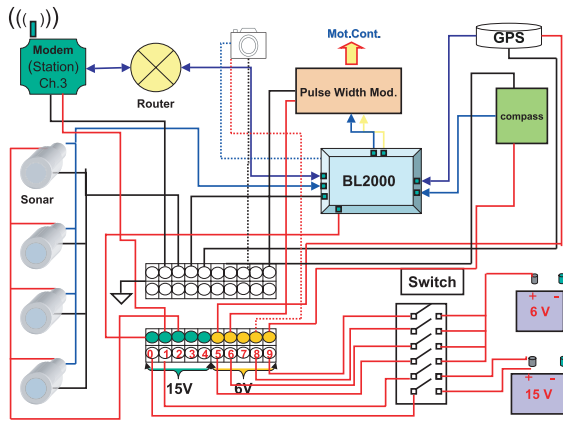 Mot.Cont.
GPS
Modem
(Station)
Ch.3
Router
Pulse Width Mod.
compass
BL2000
Sonar
Switch
+ -
6 V
0 1 2 3 4 5 6 7 8 9
15V
6V
+ -
15 V